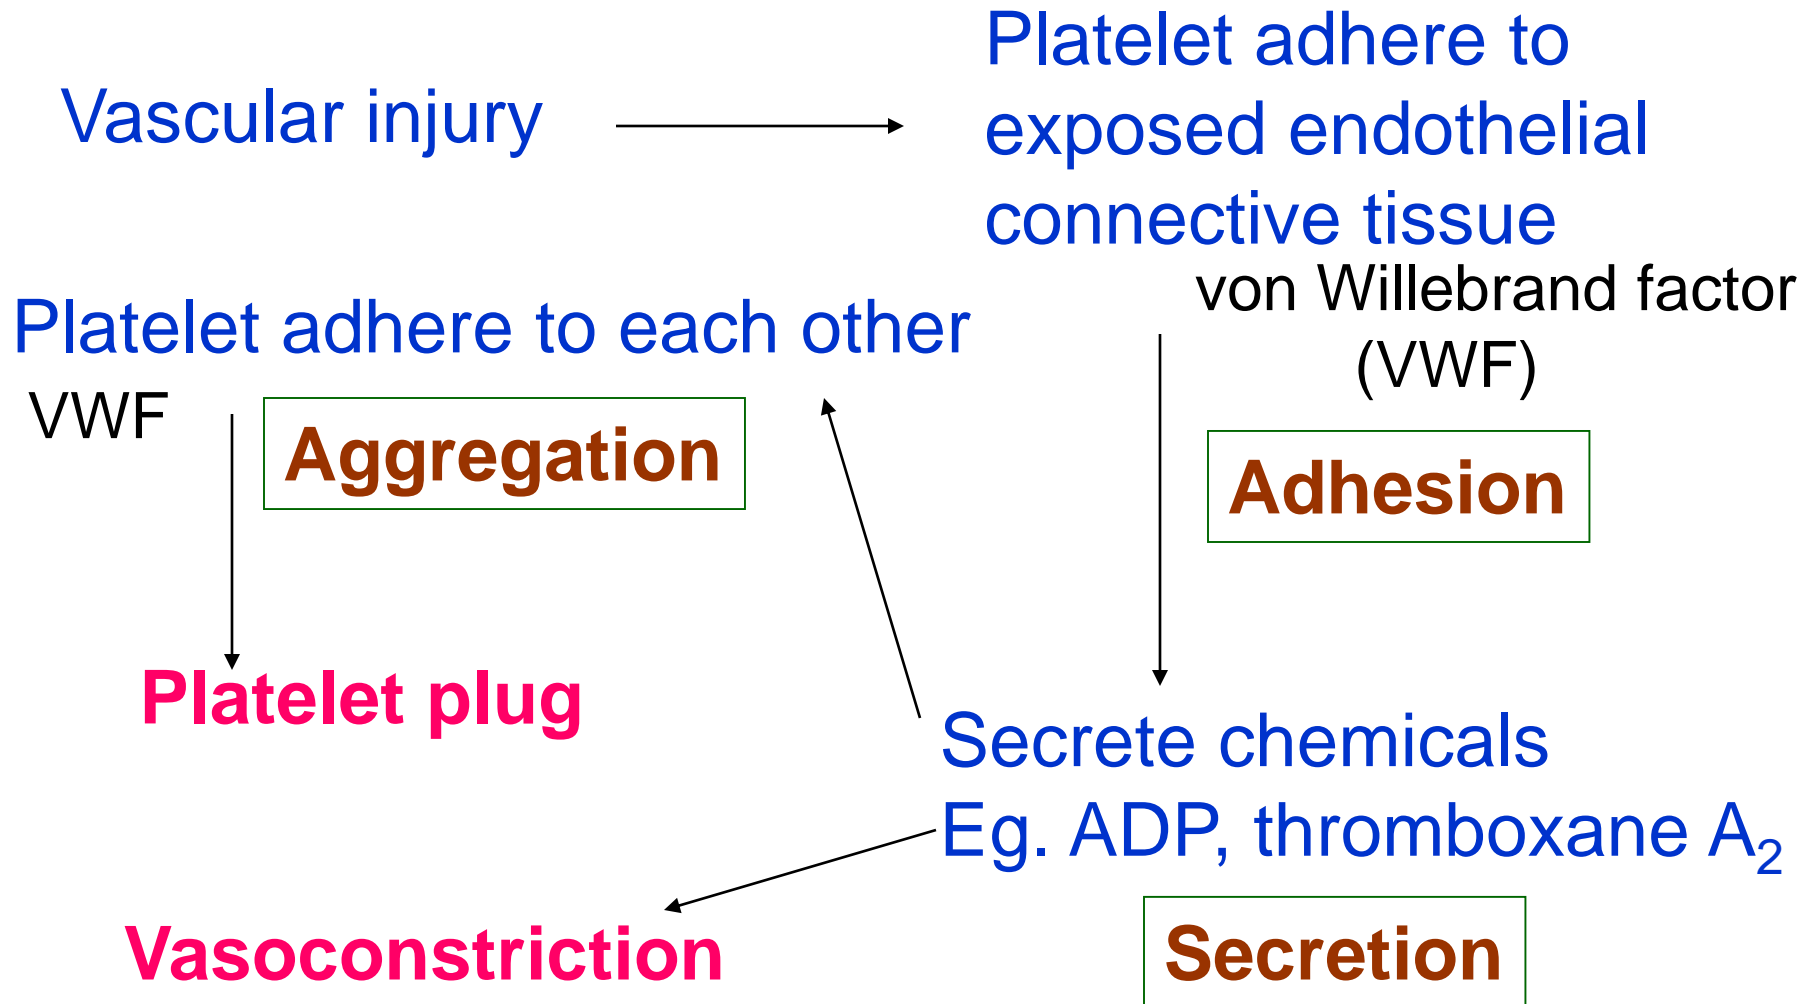 Vascular injury
Platelet adhere to
exposed endothelial
connective tissue
von Willebrand factor
(VWF)
Adhesion
Secrete chemicals
Eg. ADP, thromboxane A₂
Secretion
Platelet adhere to each other
VWF
Aggregation
Platelet plug
Vasoconstriction